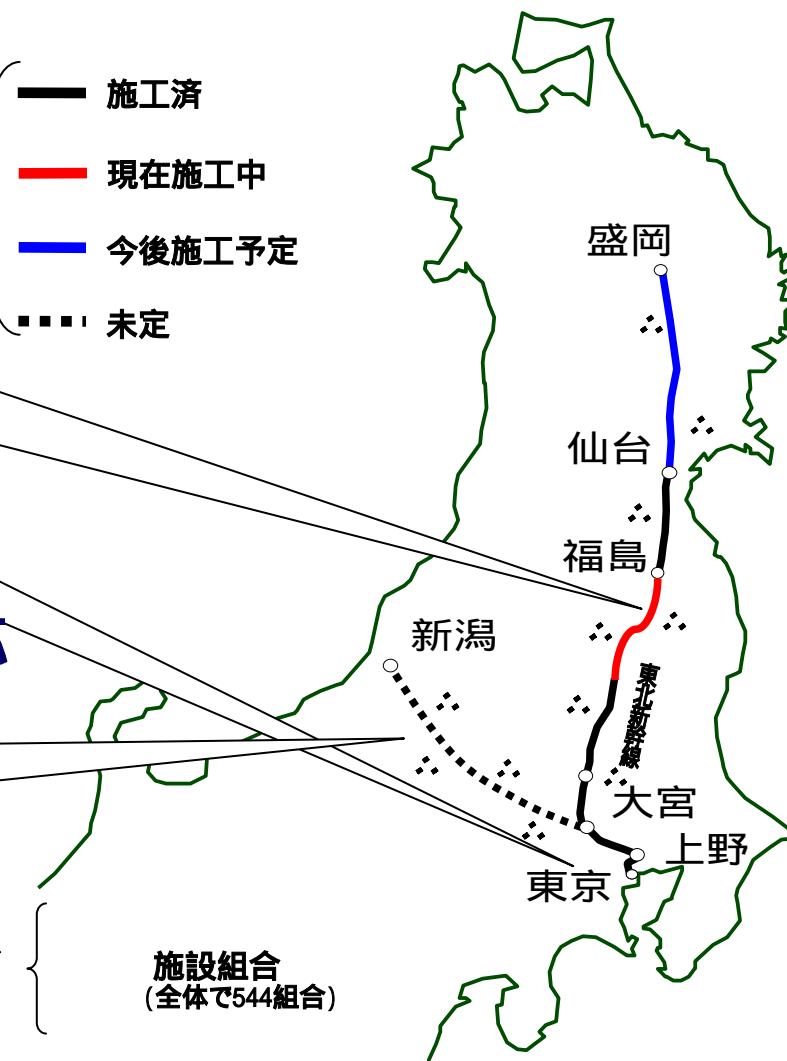 施工済
現在施工中
今後施工予定
未定
盛岡
仙台
福島
新潟
東北新幹線
大宮
上野
東京
施設組合
(全体で544組合)